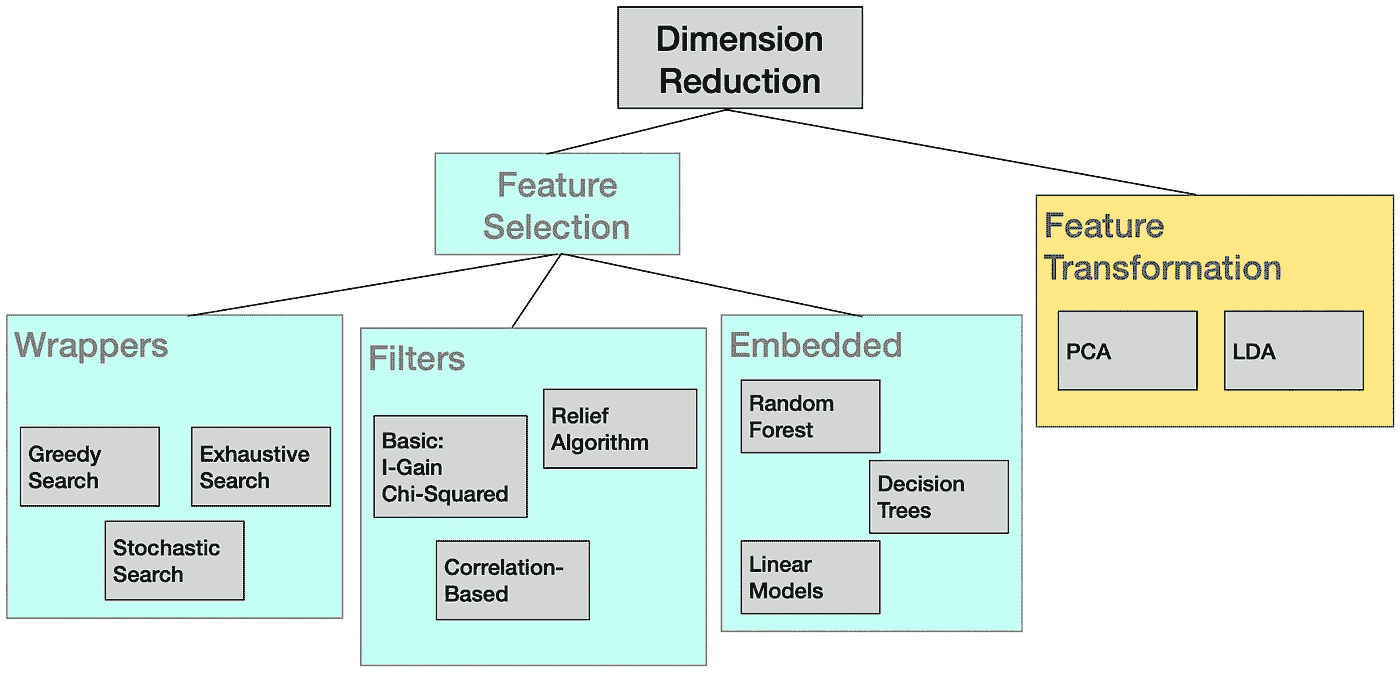 Dimension
Reduction
Feature
Selection
Feature
Transformation
PCA
LDA
Wrappers
Greedy
Search
Exhaustive
Search
Stochastic
Search
Filters
Basic:
I-Gain
Chi-Squared
Relief
Algorithm
Correlation-
Based
Embedded
Random
Forest
Decision
Trees
Linear
Models